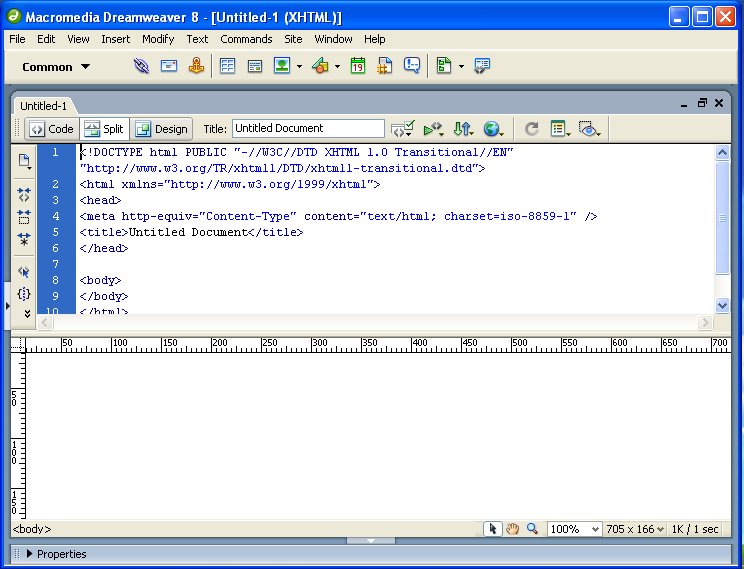 Macromedia Dreamweaver 8 - [Untitled-1 (XHTML)]
File Edit View Insert Modify Text Commands Site Window Help
Common
19
Untitled-1
Code Split Design Title: Untitled Document
1 <!DOCTYPE html PUBLIC "-//W3C//DTD XHTML 1.0 Transitional//EN"
"http://www.w3.org/TR/xhtml1/DTD/xhtml1-transitional.dtd">
2 <html xmlns="http://www.w3.org/1999/xhtml">
3 <head>
4 <meta http-equiv="Content-Type" content="text/html; charset=iso-8859-1" />
5 <title>Untitled Document</title>
6 </head>
7
8 <body>
9 </body>
10 </html>
50 100 150 200 250 300 350 400 450 500 550 600 650 700
50
100
150
<body> 100% 705 x 166 1K / 1 sec
Properties